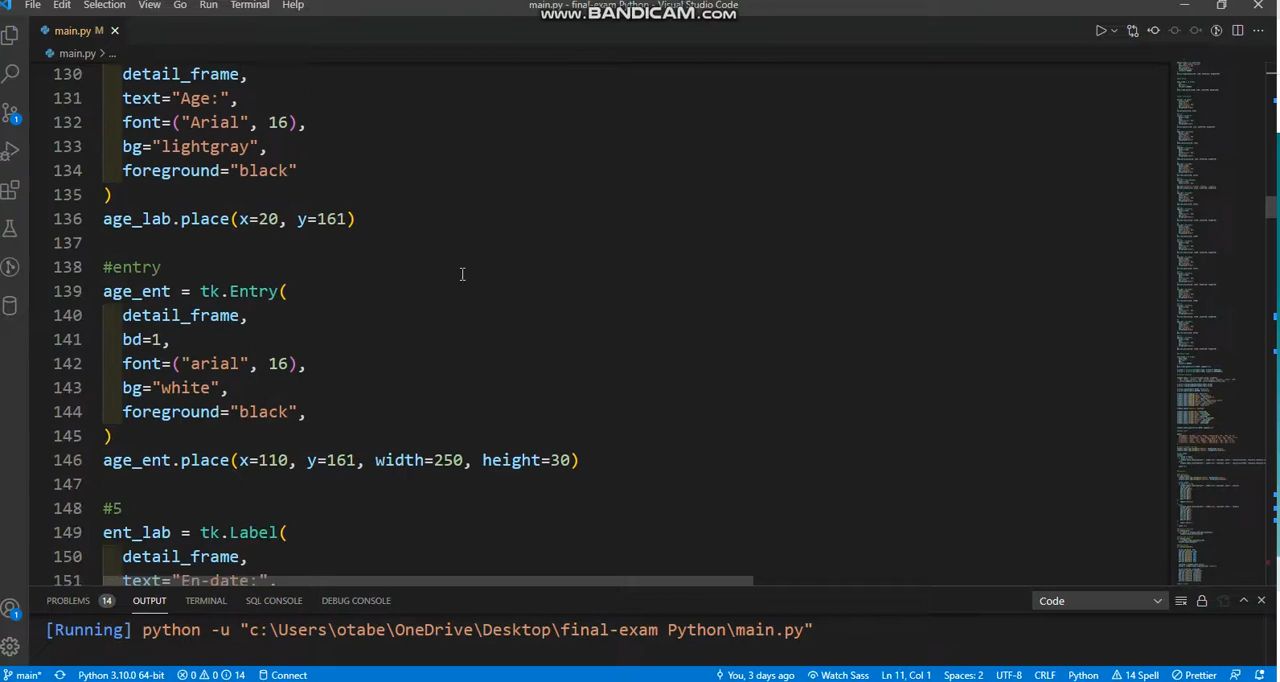 File Edit Selection View Go Run Terminal Help main.py - final-exam Python - Visual Studio Code
www.BANDICAM.com
main.py M
main.py > ...
130 detail_frame,
131 text="Age:",
132 font=("Arial", 16),
133 bg="lightgray",
134 foreground="black"
135 )
136 age_lab.place(x=20, y=161)
137
138 #entry
139 age_ent = tk.Entry(
140 detail_frame,
141 bd=1,
142 font=("arial", 16),
143 bg="white",
144 foreground="black",
145 )
146 age_ent.place(x=110, y=161, width=250, height=30)
147
148 #5
149 ent_lab = tk.Label(
150 detail_frame,
151 text="En-date:",
PROBLEMS 14 OUTPUT TERMINAL SQL CONSOLE DEBUG CONSOLE Code
[Running] python -u "c:\Users\otabe\OneDrive\Desktop\final-exam Python\main.py"
main* Python 3.10.0 64-bit 0 0 14 Connect You, 3 days ago Watch Sass Ln 11, Col 1 Spaces: 2 UTF-8 CRLF Python 14 Spell Prettier